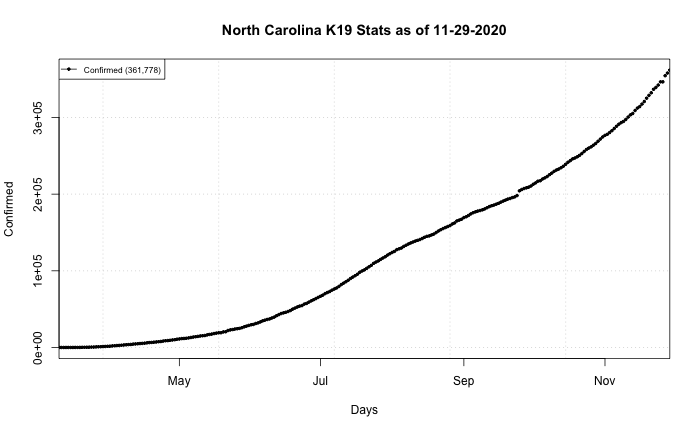 North Carolina K19 Stats as of 11-29-2020
Confirmed (361,778)
Confirmed
3e+05
2e+05
1e+05
0e+00
May Jul Sep Nov
Days